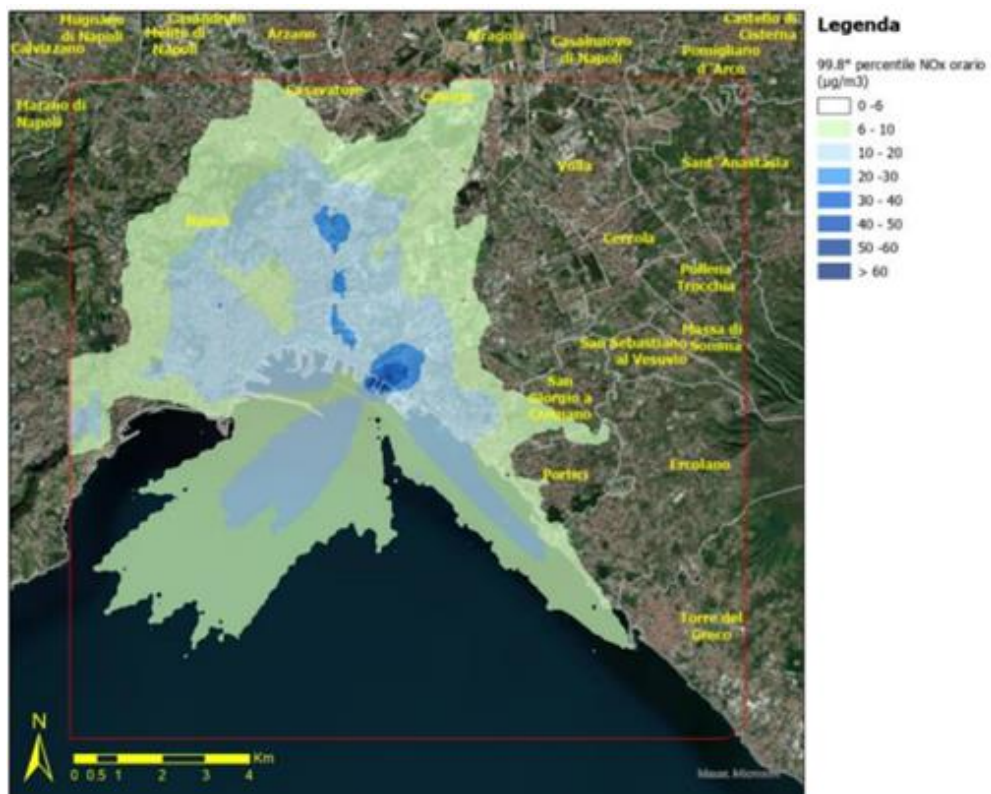 Mugnano
di Napoli
Casandrino
Melito di
Napoli
Calvizzano
Arzano
Afragola
Casalnuovo
di Napoli
Castello di
Cisterna
Pomigliano
d'Arco
Marano di
Napoli
Casavatore
Casoria
Volla
Sant'Anastasia
Napoli
Cercola
Pollena
Trocchia
San Sebastiano
al Vesuvio
Massa di
Somma
San
Giorgio a
Cremano
Portici
Ercolano
Torre del
Greco
N
0 0.5 1 2 3 4
Km
Maxar,
Legenda
99.8° percentile NOx orario
(µg/m3)
0 -6
6 - 10
10 - 20
20 -30
30 - 40
40 - 50
50 -60
> 60